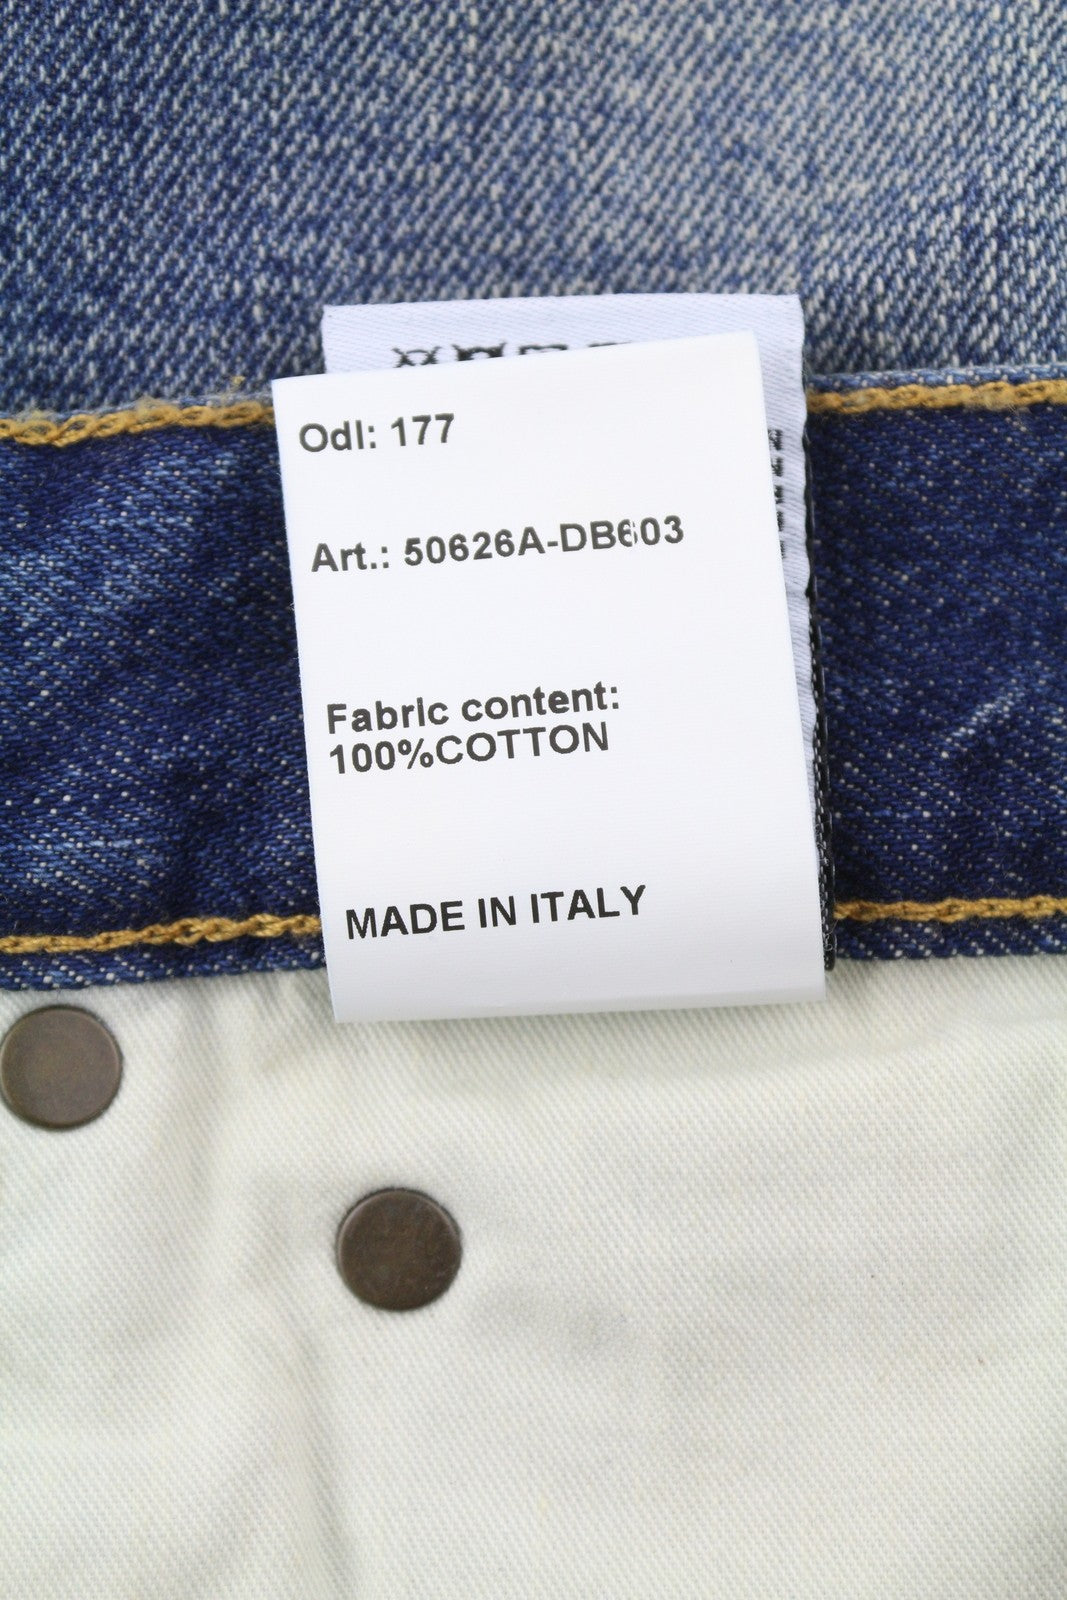 Odl: 177
Art.: 50626A-DB603
Fabric content:
100%COTTON
MADE IN ITALY